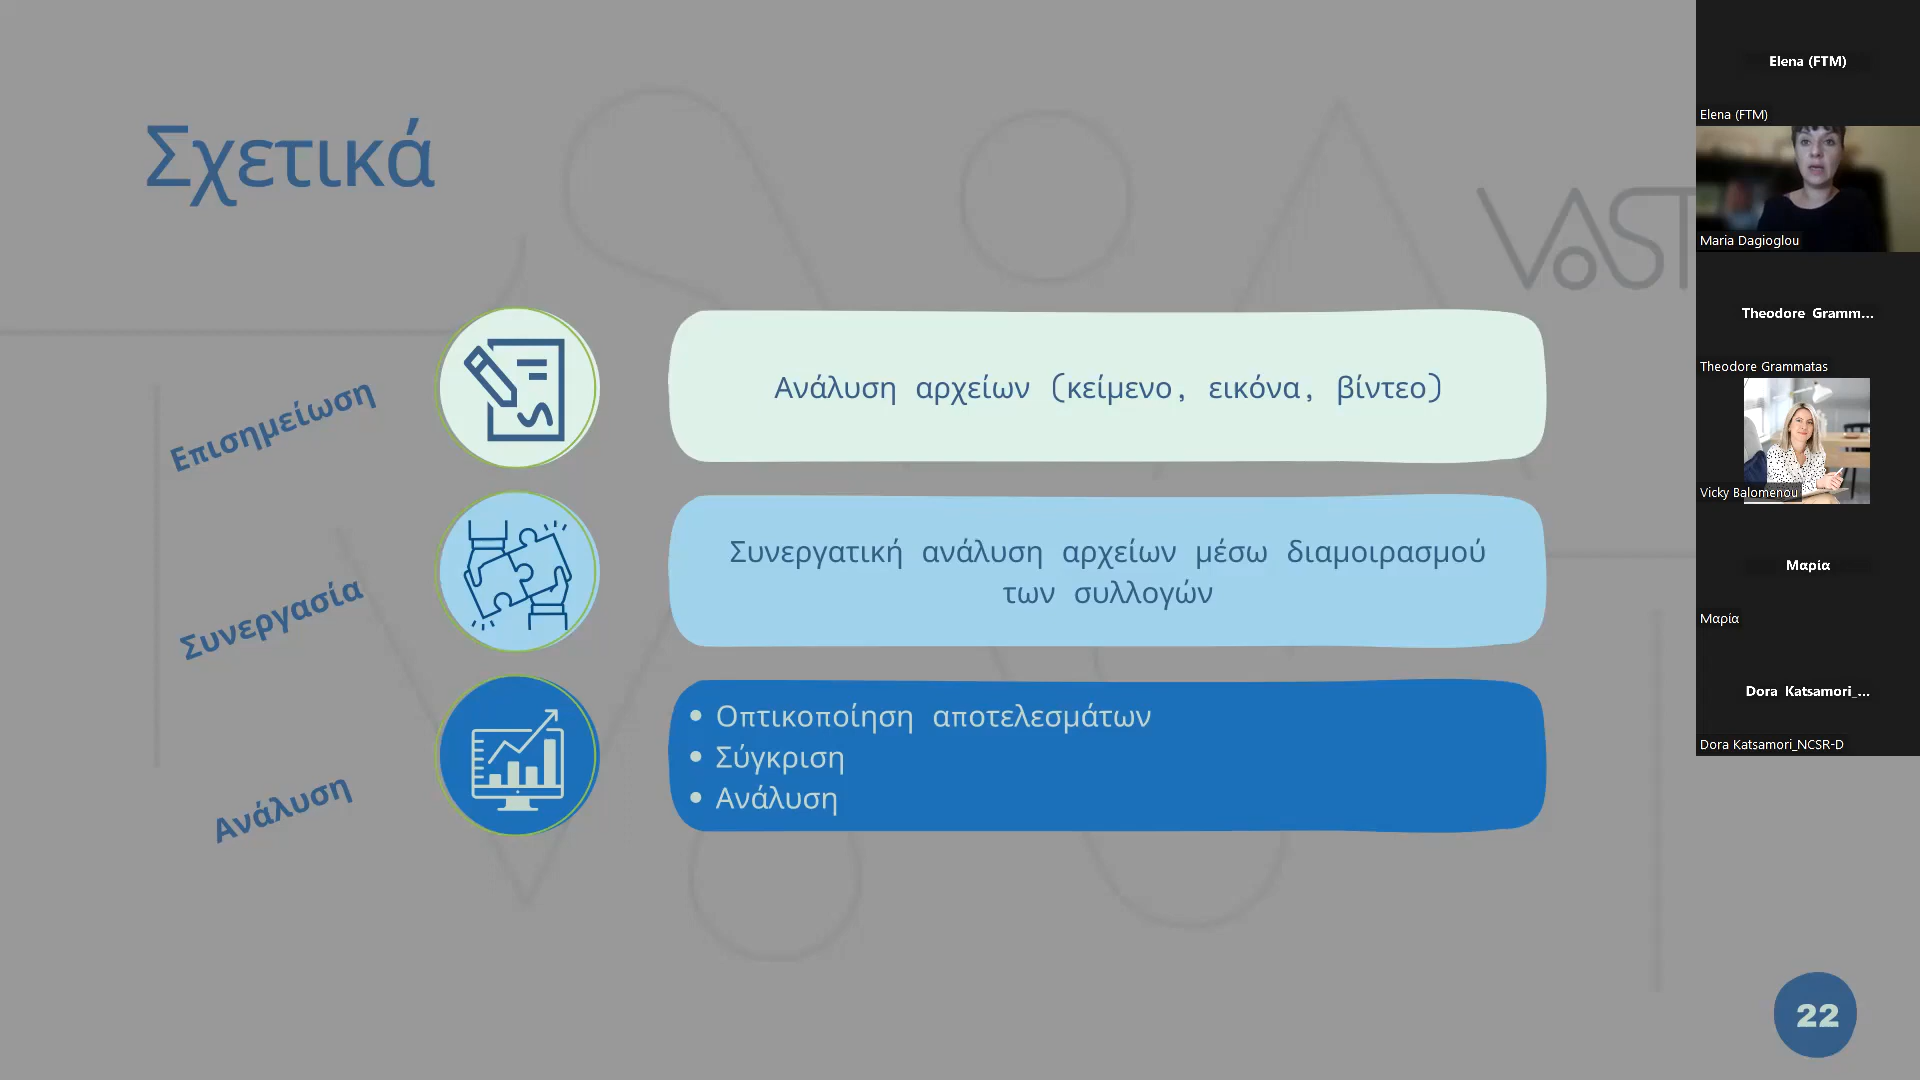 Σχετικά
VAST
Επισημείωση
Ανάλυση αρχείων (κείμενο, εικόνα, βίντεο)
Συνεργασία
Συνεργατική ανάλυση αρχείων μέσω διαμοιρασμού
των συλλογών
Ανάλυση
• Οπτικοποίηση αποτελεσμάτων
• Σύγκριση
• Ανάλυση
22
Elena (FTM)
Elena (FTM)
Maria Dagioglou
Theodore Gramm...
Theodore Grammatas
Vicky Balomenou
Μαρία
Μαρία
Dora Katsamori_...
Dora Katsamori_NCSR-D